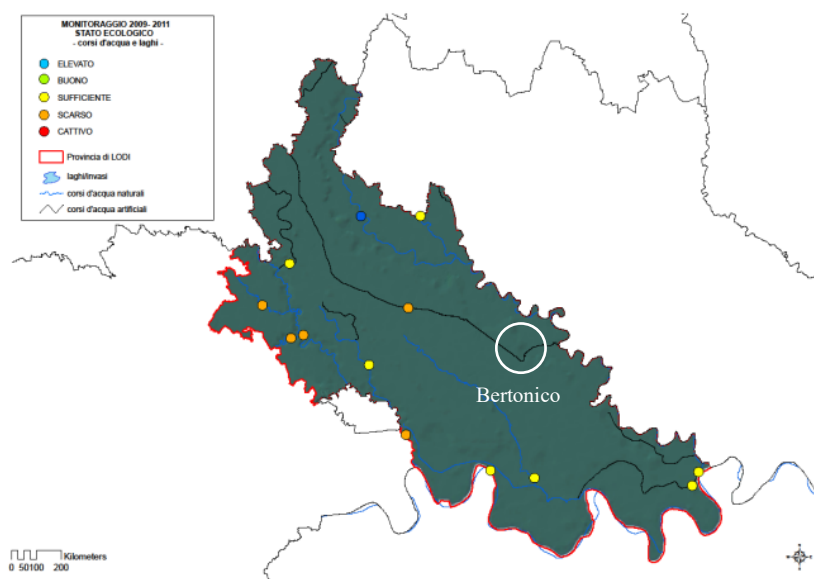 MONITORAGGIO 2009- 2011
STATO ECOLOGICO
- corsi d'acqua e laghi -
ELEVATO
BUONO
SUFFICIENTE
SCARSO
CATTIVO
Provincia di LODI
laghi/invasi
corsi d'acqua naturali
corsi d'acqua artificiali
Bertonico
Kilometers
0 50100 200